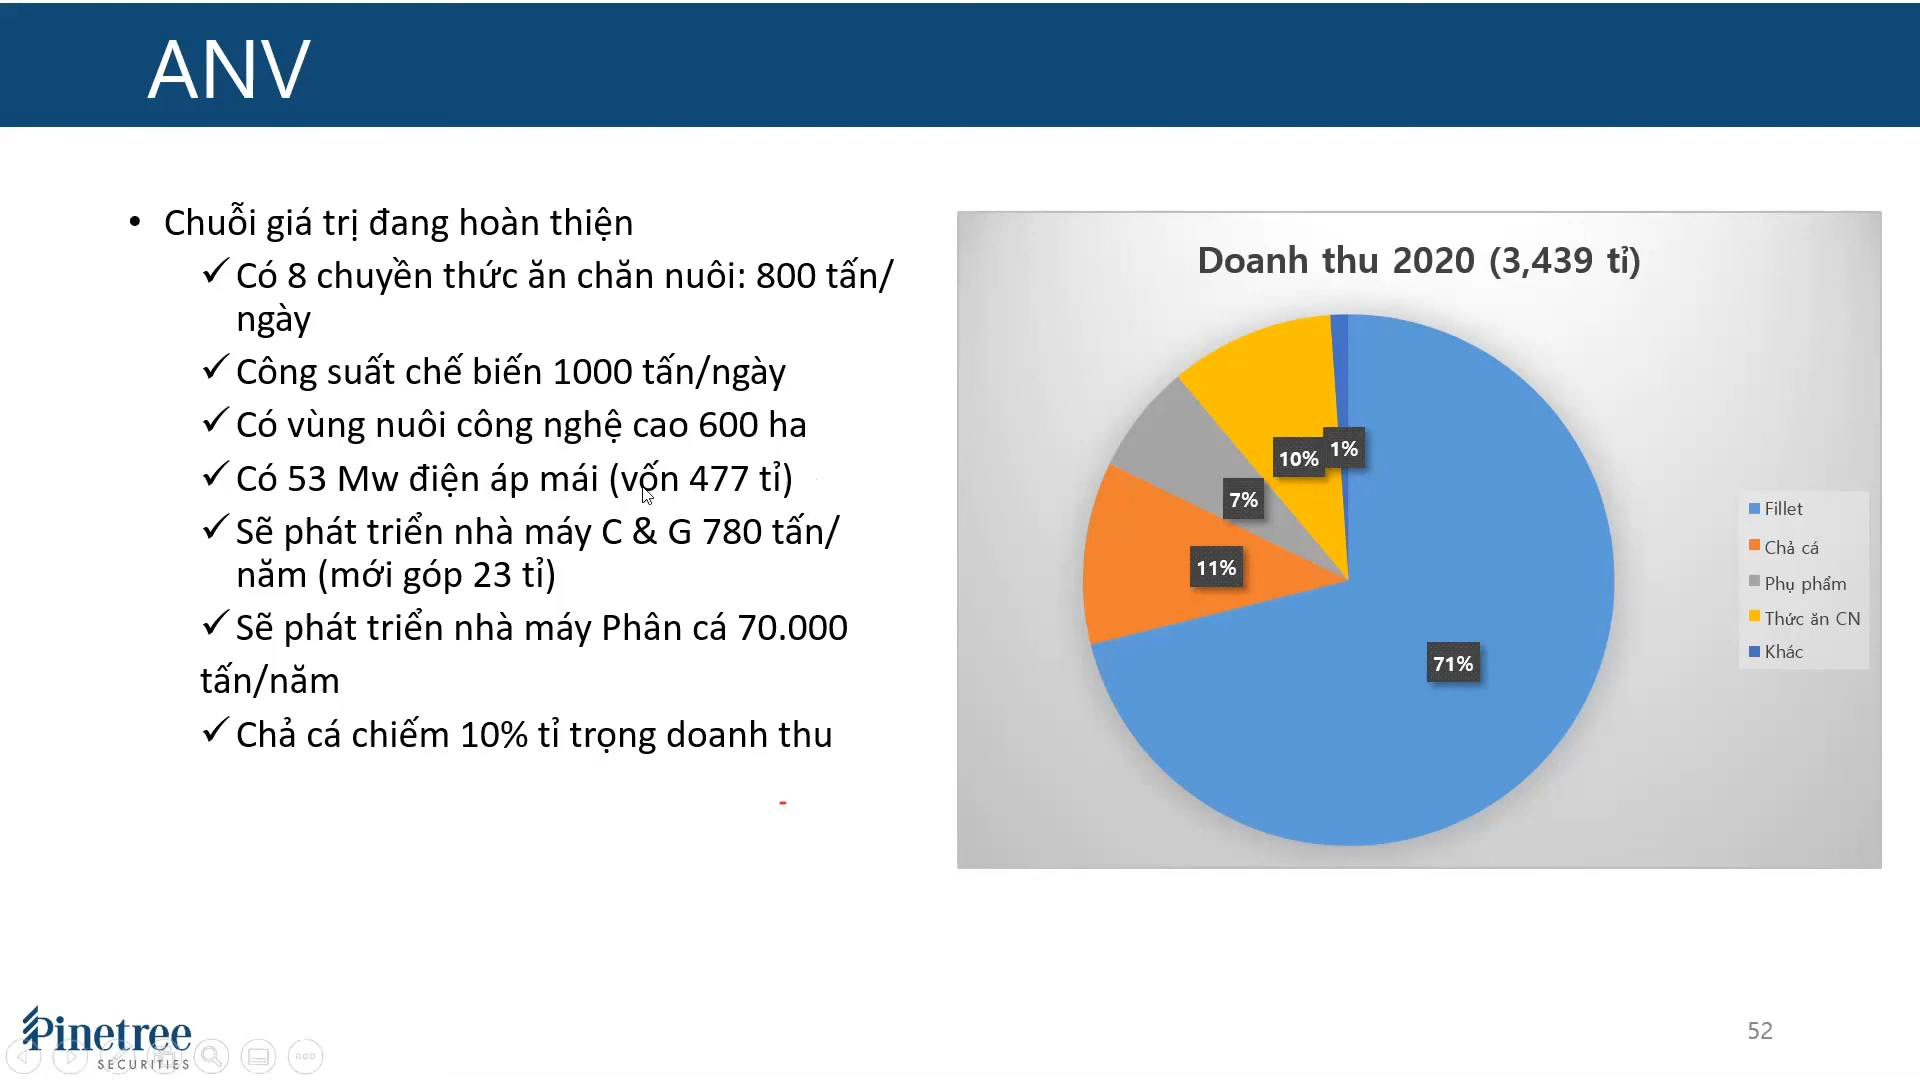 ANV
• Chuỗi giá trị đang hoàn thiện
✓ Có 8 chuyền thức ăn chăn nuôi: 800 tấn/
ngày
✓ Công suất chế biến 1000 tấn/ngày
✓ Có vùng nuôi công nghệ cao 600 ha
✓ Có 53 Mw điện áp mái (vốn 477 tỉ)
✓ Sẽ phát triển nhà máy C & G 780 tấn/
năm (mới góp 23 tỉ)
✓ Sẽ phát triển nhà máy Phân cá 70.000
tấn/năm
✓ Chả cá chiếm 10% tỉ trọng doanh thu
Doanh thu 2020 (3,439 tỉ)
1%
10%
7%
11%
71%
Fillet
Chả cá
Phụ phẩm
Thức ăn CN
Khác
Pinetree
SECURITIES
52